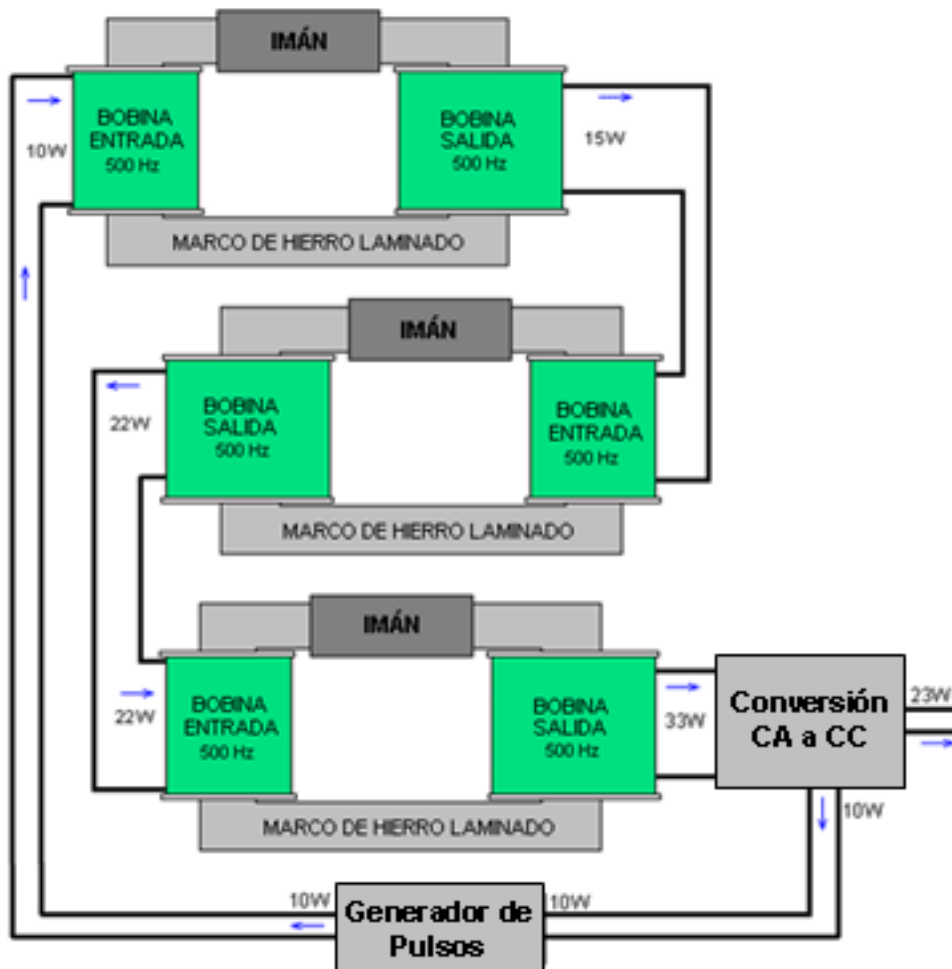 IMÁN
BOBINA
ENTRADA
500 Hz
BOBINA
SALIDA
500 Hz
10W
15W
MARCO DE HIERRO LAMINADO
IMÁN
BOBINA
SALIDA
500 Hz
BOBINA
ENTRADA
500 Hz
22W
MARCO DE HIERRO LAMINADO
IMÁN
BOBINA
ENTRADA
500 Hz
BOBINA
SALIDA
500 Hz
22W
33W
Conversión
CA a CC
23W
MARCO DE HIERRO LAMINADO
10W
10W
Generador de
Pulsos
10W